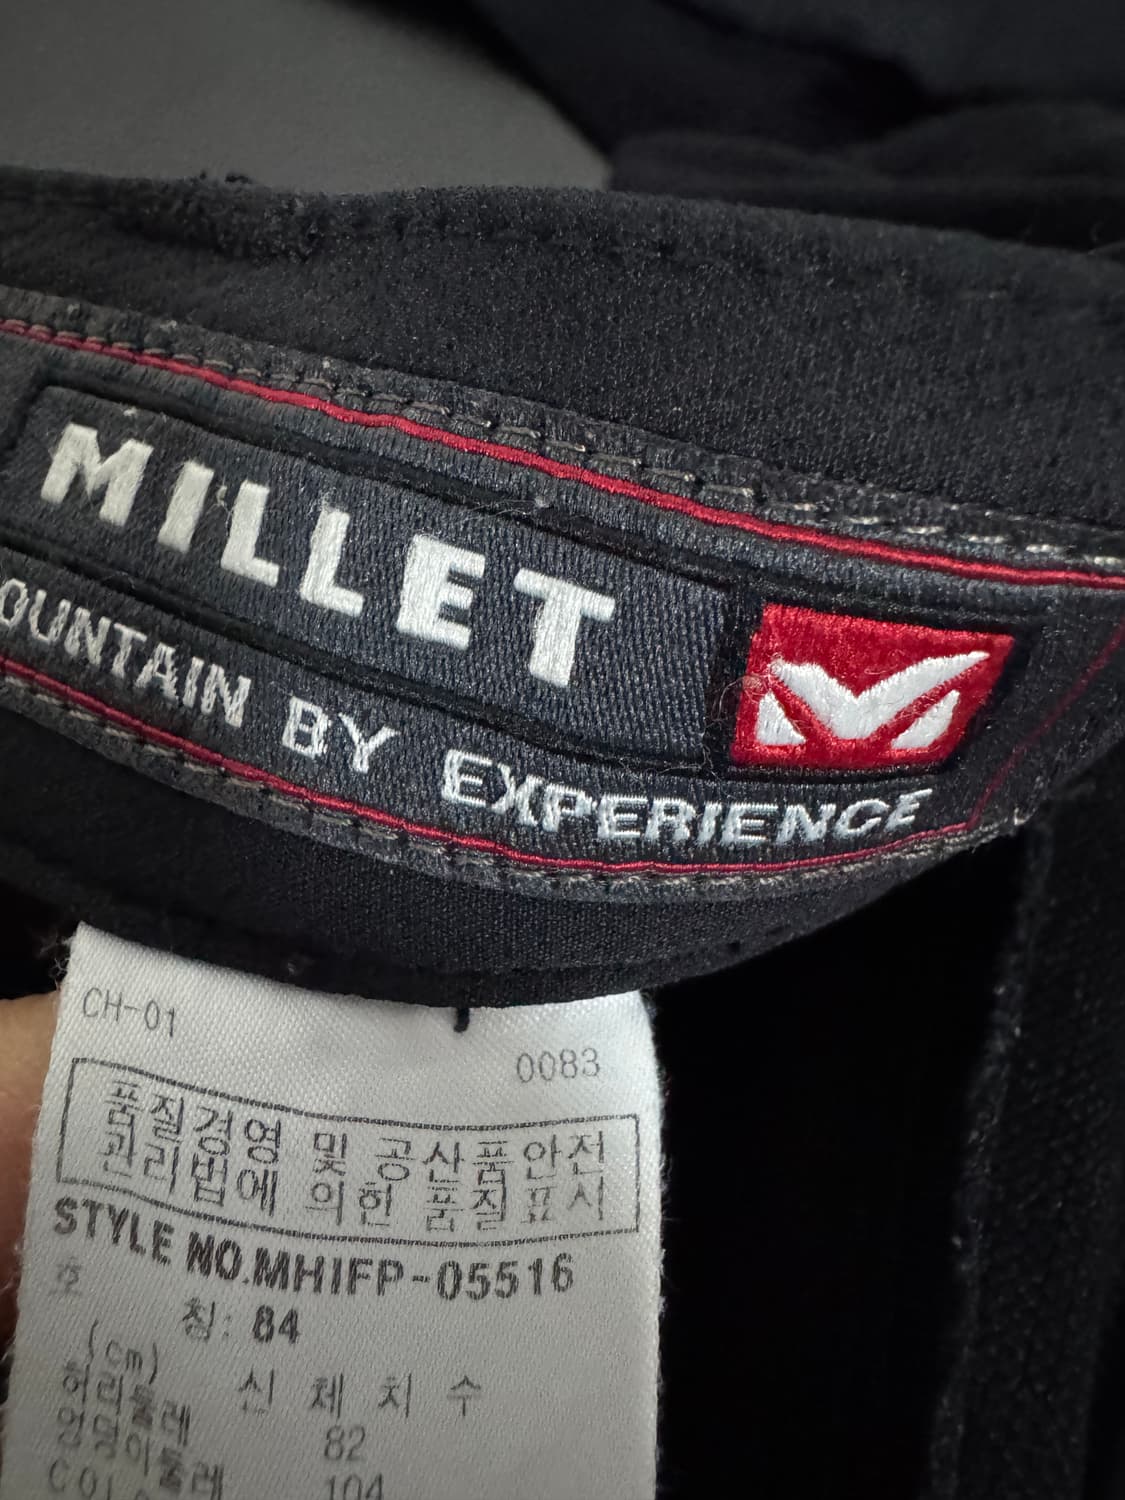 MILLET
OUNTAIN BY EXPERIENCE
CH-01
0083
품질경영 및 공산품안전
관리법에 의한 품질표시
STYLE NO.MHIFP-05516
호
칭: 84
(cm)
신 체 치 수
허리둘레
82
엉덩이둘레
104